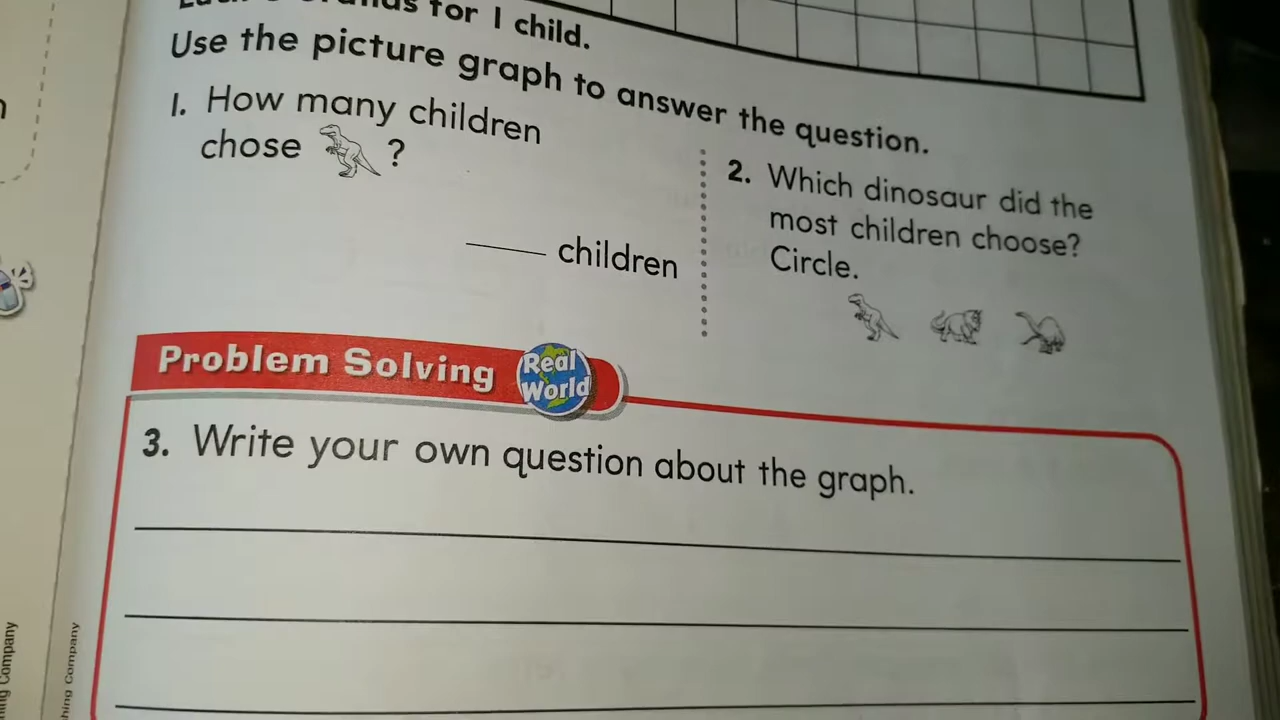 for 1 child.
Use the picture graph to answer the question.
1. How many children
chose ?
children
2. Which dinosaur did the
most children choose?
Circle.
Problem Solving Real World
3. Write your own question about the graph.
Company
Company